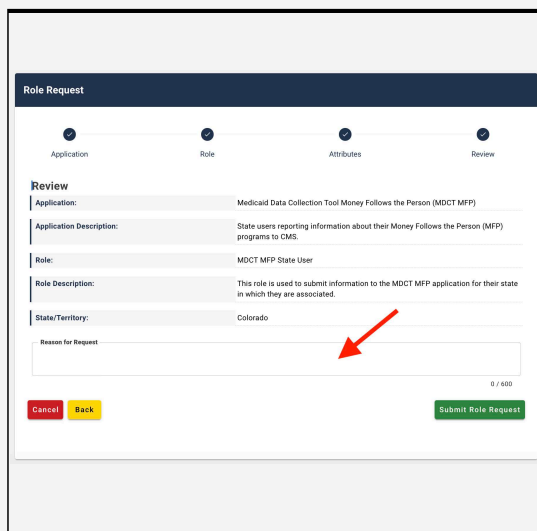 Role Request
Application
Role
Attributes
Review
Review
Application:
Medicaid Data Collection Tool Money Follows the Person (MDCT MFP)
Application Description:
State users reporting information about their Money Follows the Person (MFP)
programs to CMS.
Role:
MDCT MFP State User
Role Description:
This role is used to submit information to the MDCT MFP application for their state
in which they are associated.
State/Territory:
Colorado
Reason for Request
0 / 600
Cancel
Back
Submit Role Request